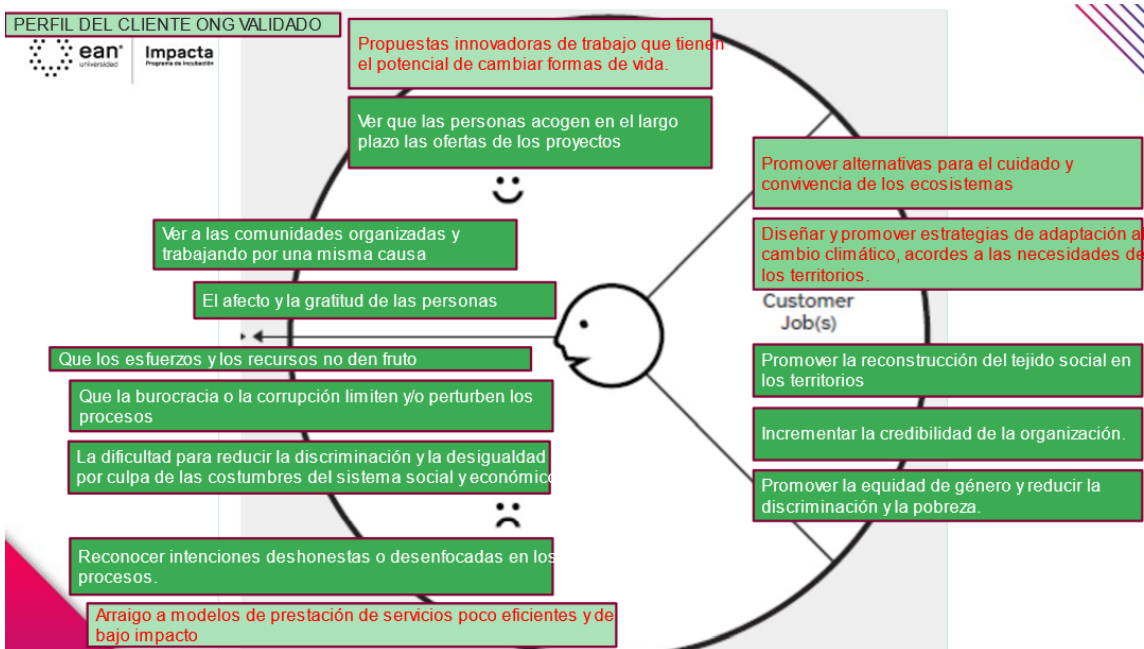 PERFIL DEL CLIENTE ONG VALIDADO
ean
universidad
Impacta
Programa de Incubación
Propuestas innovadoras de trabajo que tienen
el potencial de cambiar formas de vida.
Ver que las personas acogen en el largo
plazo las ofertas de los proyectos
Ver a las comunidades organizadas y
trabajando por una misma causa
El afecto y la gratitud de las personas
Que los esfuerzos y los recursos no den fruto
Que la burocracia o la corrupción limiten y/o perturben los
procesos
La dificultad para reducir la discriminación y la desigualdad
por culpa de las costumbres del sistema social y económico
Reconocer intenciones deshonestas o desenfocadas en los
procesos.
Arraigo a modelos de prestación de servicios poco eficientes y de
bajo impacto
Promover alternativas para el cuidado y
convivencia de los ecosistemas
Diseñar y promover estrategias de adaptación al
cambio climático, acordes a las necesidades de
los territorios.
Customer
Job(s)
Promover la reconstrucción del tejido social en
los territorios
Incrementar la credibilidad de la organización.
Promover la equidad de género y reducir la
discriminación y la pobreza.